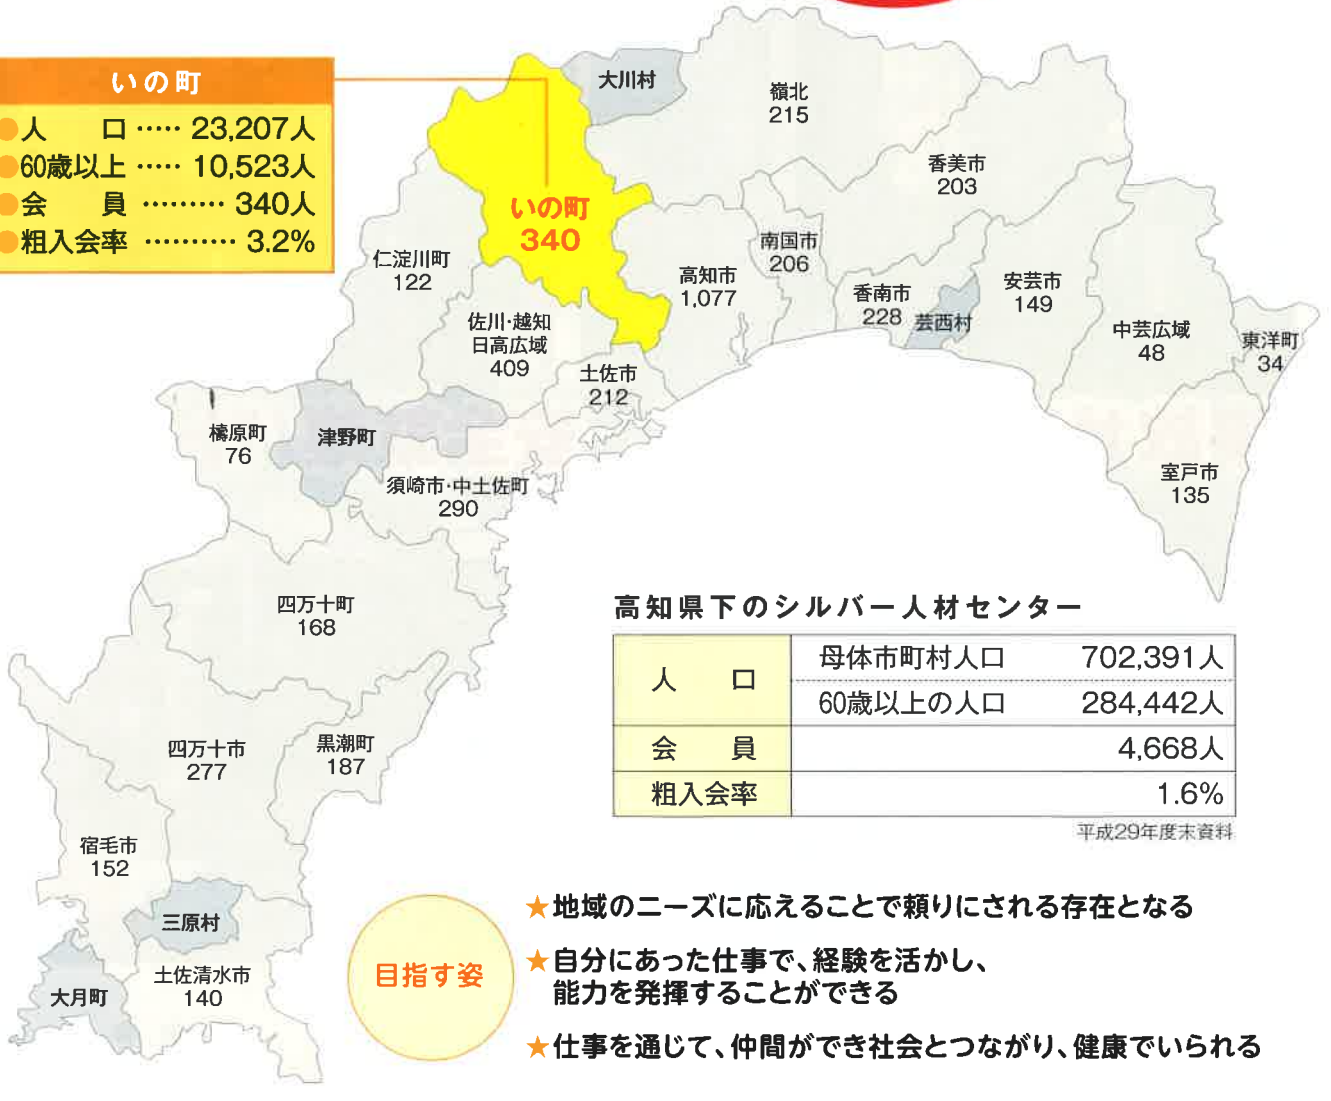 いの町
●人　　口 ····· 23,207人
●60歳以上 ····· 10,523人
●会　　員 ········· 340人
●粗入会率 ·········· 3.2%
大川村
嶺北
215
香美市
203
いの町
340
南国市
206
仁淀川町
122
高知市
1,077
安芸市
149
香南市
228
芸西村
佐川・越知
日高広域
409
中芸広域
48
東洋町
34
土佐市
212
檮原町
76
津野町
須崎市・中土佐町
290
室戸市
135
四万十町
168
四万十市
277
黒潮町
187
宿毛市
152
三原村
大月町
土佐清水市
140
高知県下のシルバー人材センター
人　　口
母体市町村人口　702,391人
60歳以上の人口　284,442人
会　　員　4,668人
粗入会率　1.6%
平成29年度末資料
目指す姿
★地域のニーズに応えることで頼りにされる存在となる
★自分にあった仕事で、経験を活かし、
能力を発揮することができる
★仕事を通じて、仲間ができ社会とつながり、健康でいられる